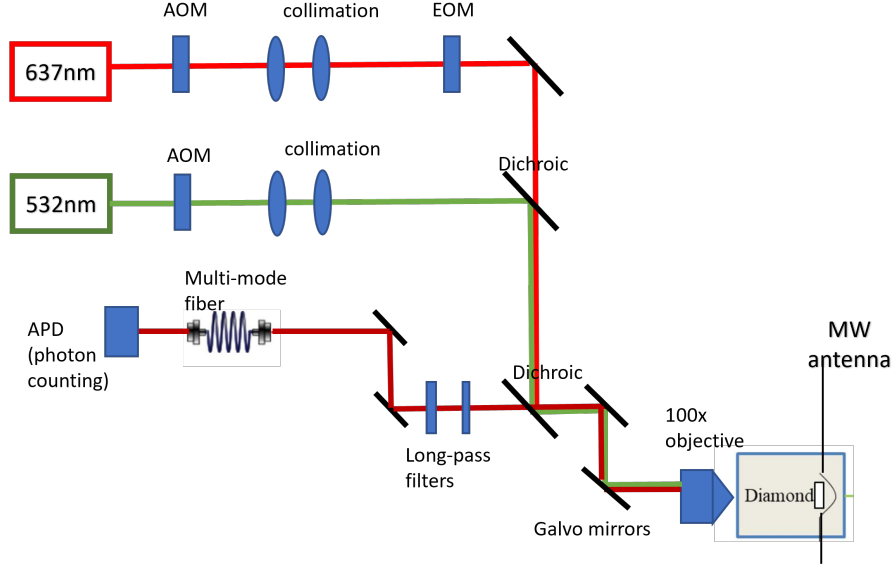 AOM
collimation
EOM
637nm
AOM
collimation
Dichroic
532nm
Multi-mode
fiber
APD
(photon
counting)
MW
antenna
Dichroic
100x
objective
Long-pass
filters
Diamond
Galvo mirrors